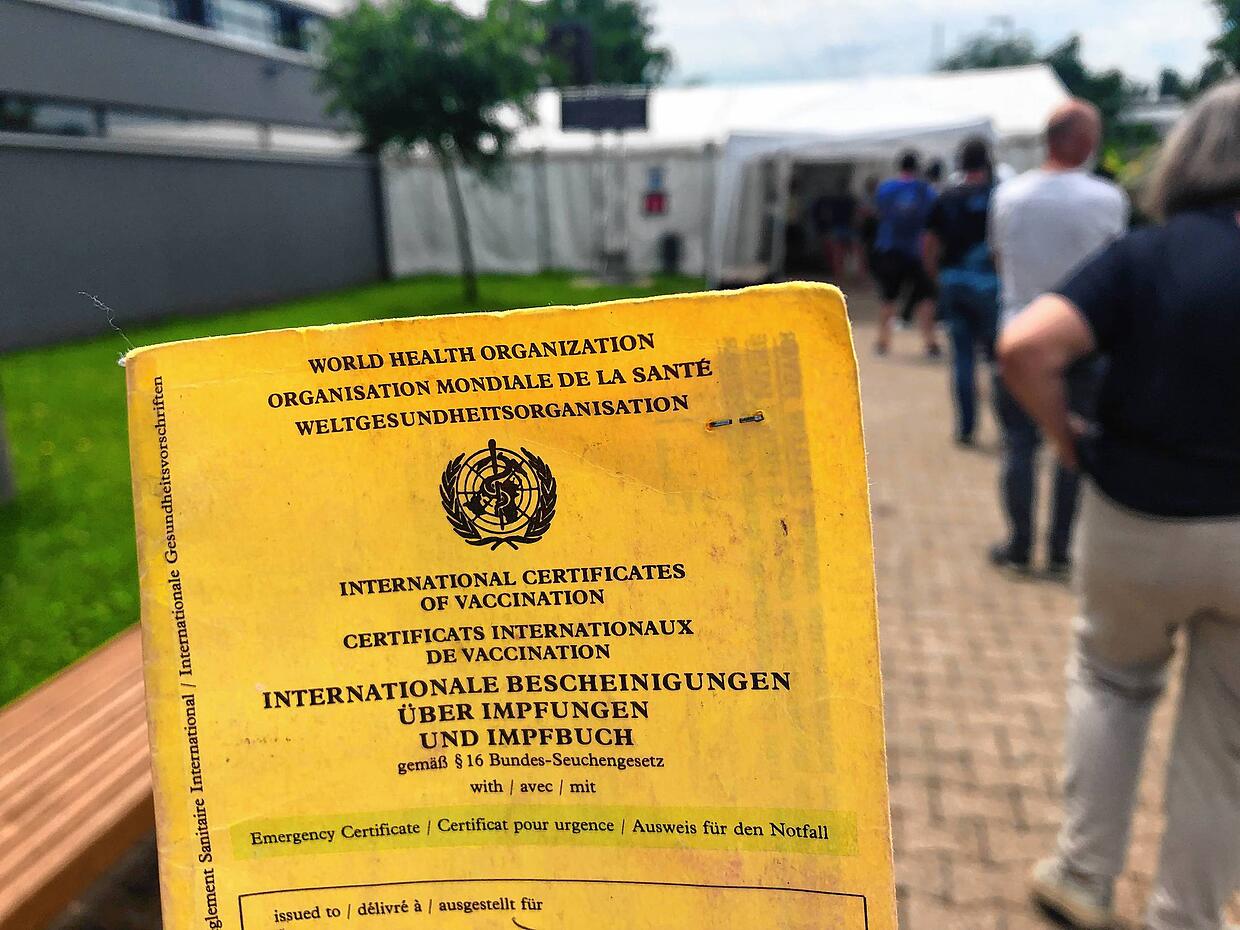 WORLD HEALTH ORGANIZATION
ORGANISATION MONDIALE DE LA SANTÉ
WELTGESUNDHEITSORGANISATION
INTERNATIONAL CERTIFICATES
OF VACCINATION
CERTIFICATS INTERNATIONAUX
DE VACCINATION
INTERNATIONALE BESCHEINIGUNGEN
ÜBER IMPFUNGEN
UND IMPFBUCH
gemäß § 16 Bundes-Seuchengesetz
with / avec / mit
Emergency Certificate / Certificat pour urgence / Ausweis für den Notfall
issued to / délivré à / ausgestellt für
glement Sanitaire International / Internationale Gesundheitsvorschriften